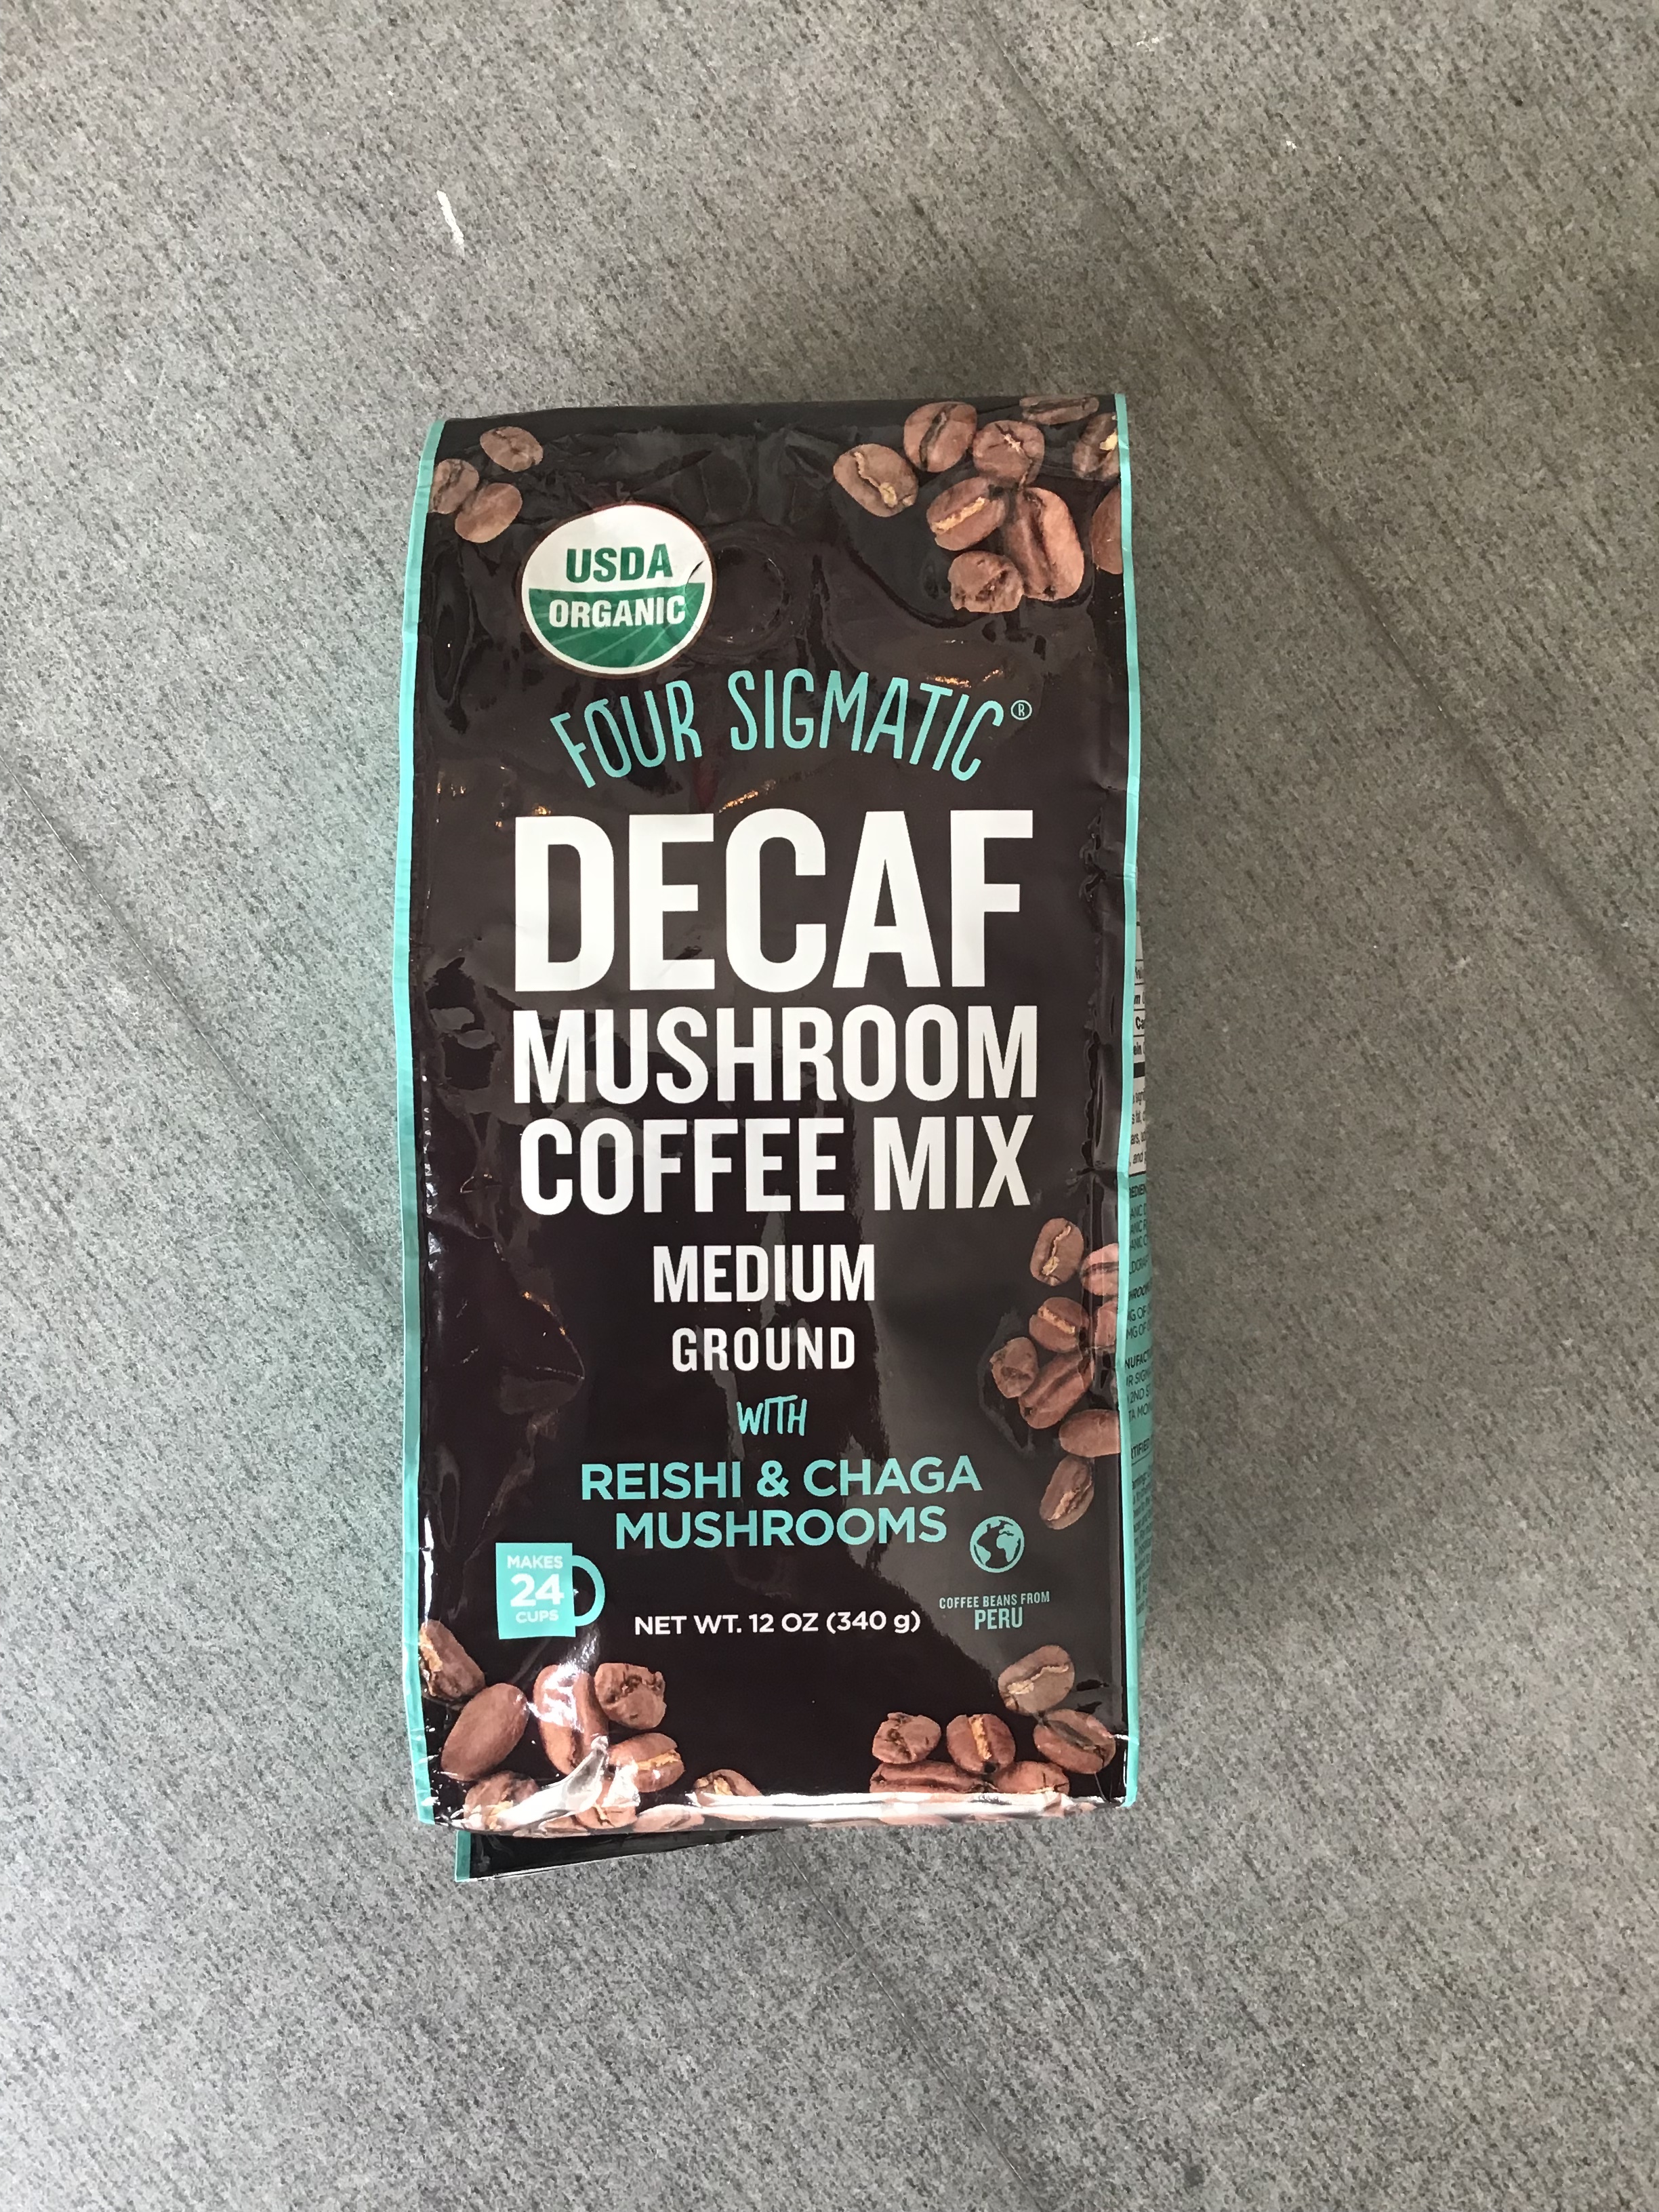 USDA
ORGANIC
FOUR SIGMATIC®
DECAF
MUSHROOM
COFFEE MIX
MEDIUM
GROUND
WITH
REISHI & CHAGA
MUSHROOMS
MAKES
24
CUPS
NET WT. 12 OZ (340 g)
COFFEE BEANS FROM
PERU